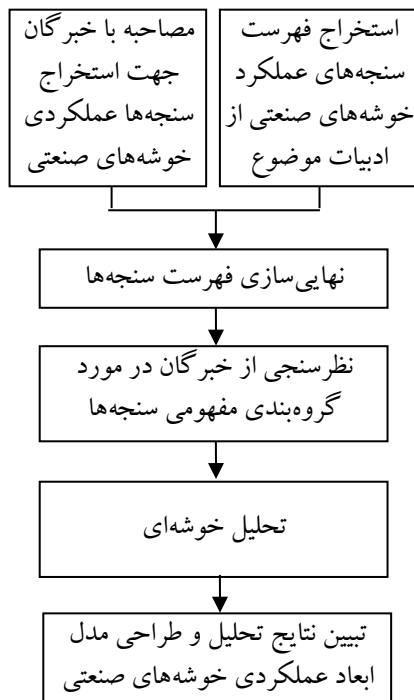 استخراج فهرست
سنجه‌های عملکرد
خوشه‌های صنعتی از
ادبیات موضوع
مصاحبه با خبرگان
جهت استخراج
سنجه‌ها عملکردی
خوشه‌های صنعتی
نهایی‌سازی فهرست سنجه‌ها
نظرسنجی از خبرگان در مورد
گروه‌بندی مفهومی سنجه‌ها
تحلیل خوشه‌ای
تبیین نتایج تحلیل و طراحی مدل
ابعاد عملکردی خوشه‌های صنعتی